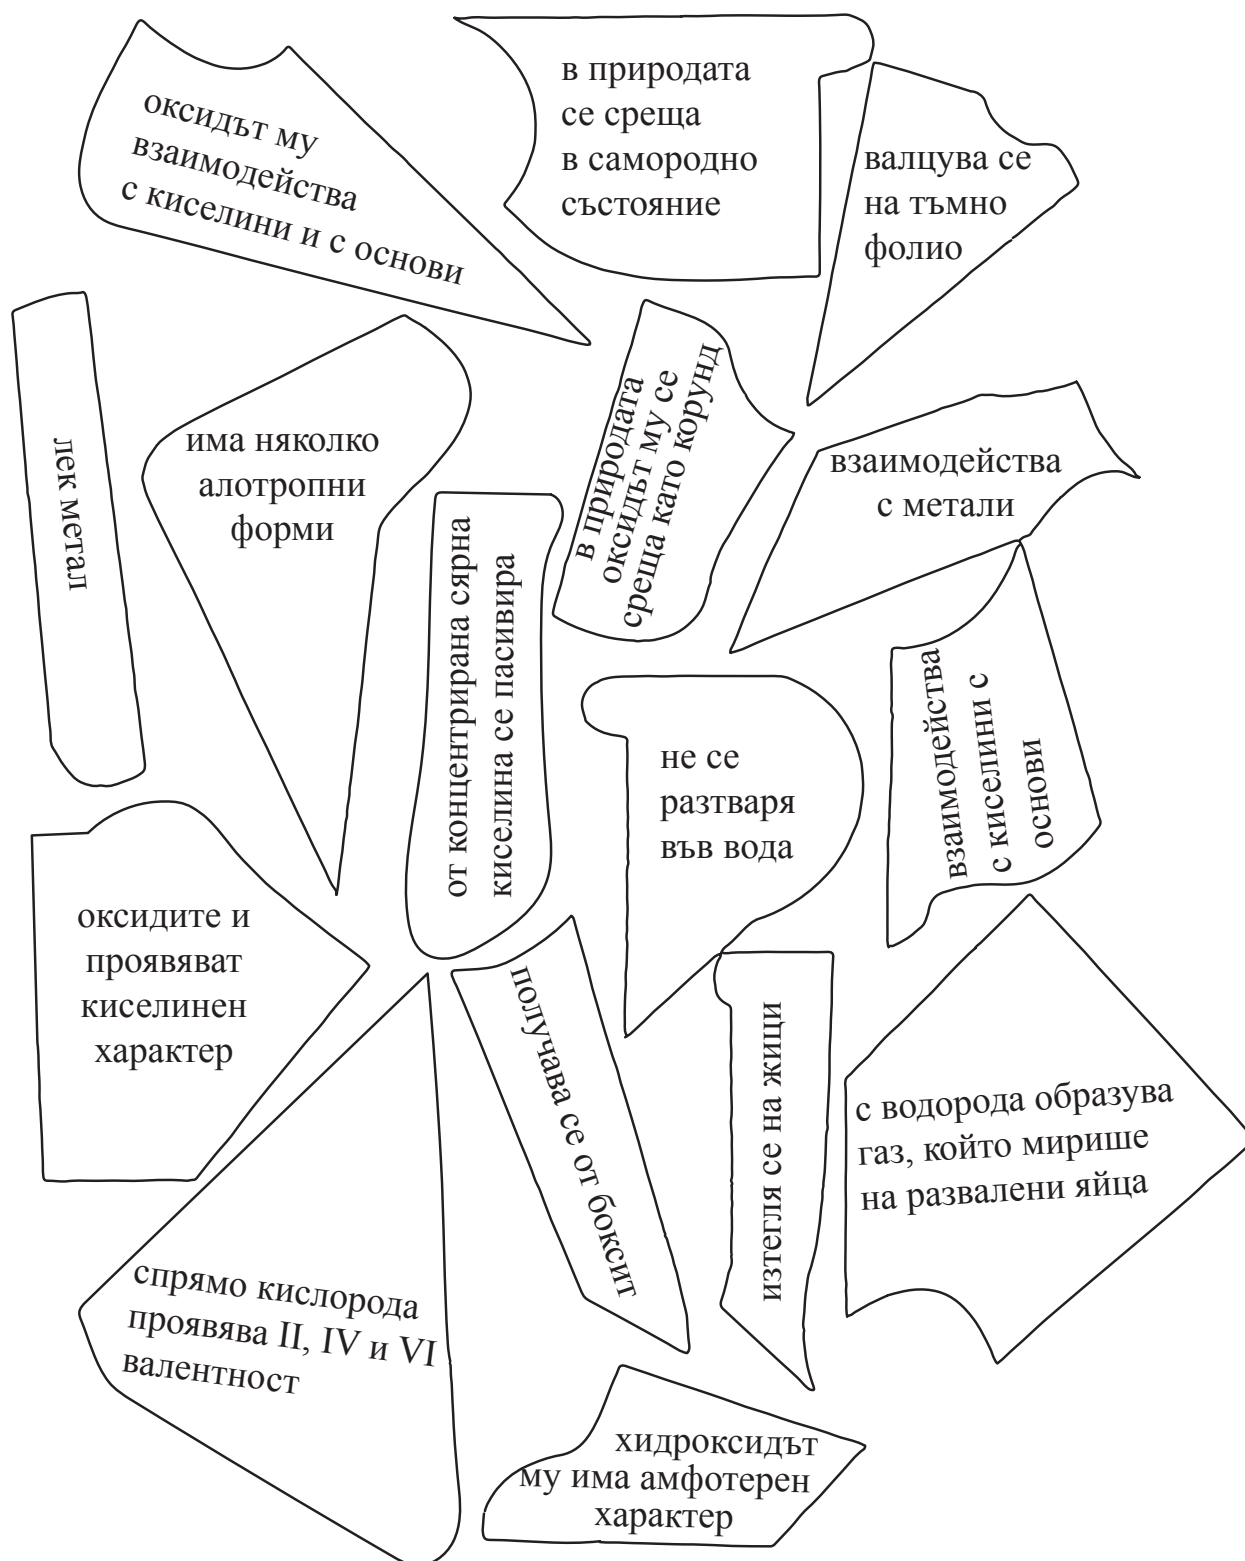 оксидът му
взаимодейства
с киселини и с основи
в природата
се среща
в самородно
състояние
валцува се
на тъмно
фолио
лек метал
има няколко
алотропни
форми
в природата
оксидът му се
среща като корунд
взаимодейства
с метали
от концентрирана сярна
киселина се пасивира
не се
разтваря
във вода
взаимодейства
с киселини с
основи
оксидите и
проявяват
киселинен
характер
получава се от боксит
изтегля се на жици
с водорода образува
газ, който мирише
на развалени яйца
спрямо кислорода
проявява II, IV и VI
валентност
хидроксидът
му има амфотерен
характер